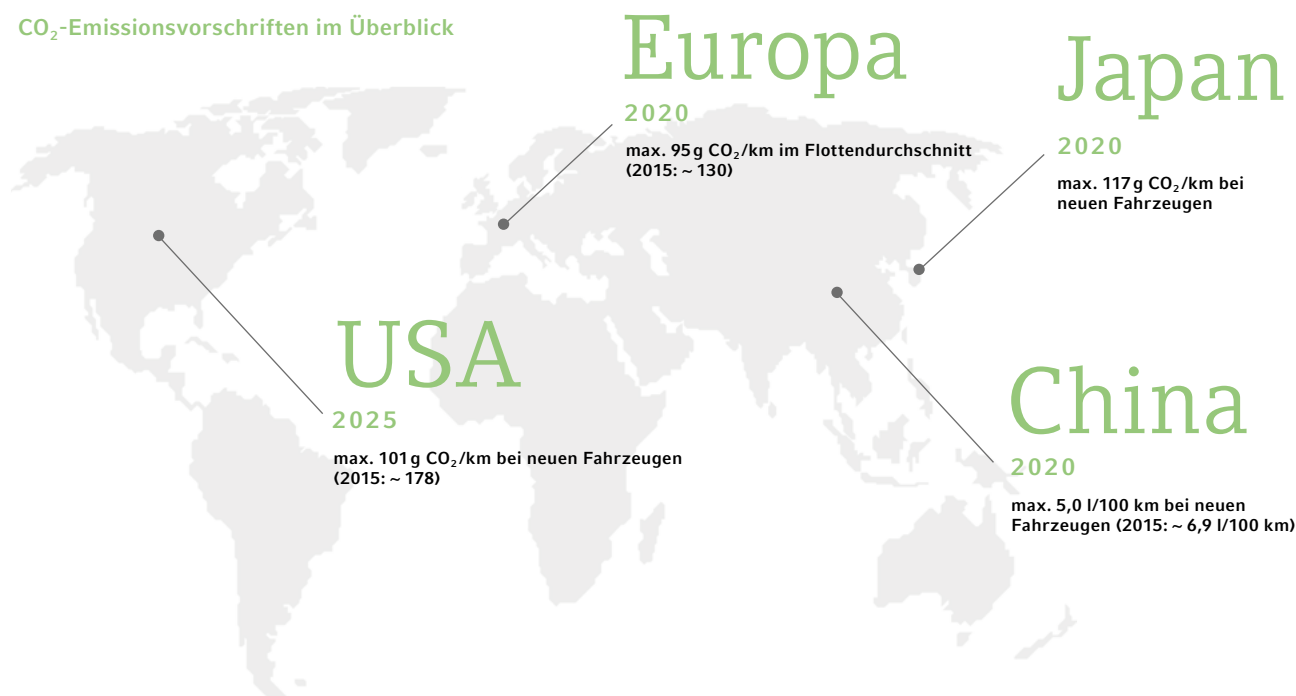 CO₂-Emissionsvorschriften im Überblick
Europa
2020
max. 95 g CO₂/km im Flottendurchschnitt
(2015: ~ 130)
Japan
2020
max. 117 g CO₂/km bei
neuen Fahrzeugen
USA
2025
max. 101 g CO₂/km bei neuen Fahrzeugen
(2015: ~ 178)
China
2020
max. 5,0 l/100 km bei neuen
Fahrzeugen (2015: ~ 6,9 l/100 km)